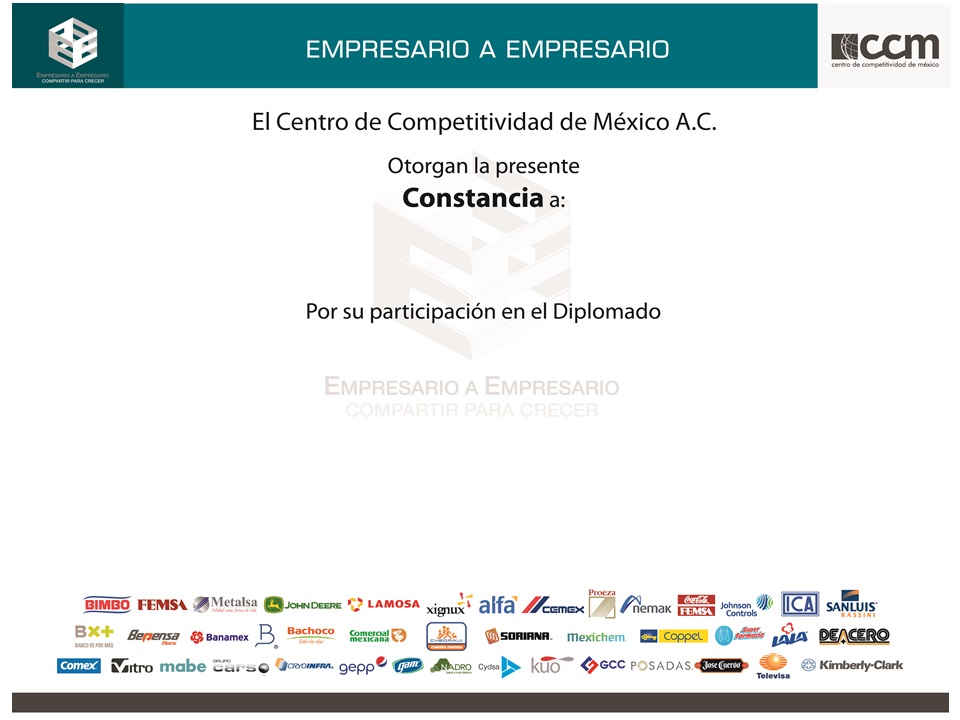 EMPRESARIO A EMPRESARIO
COMPARTIR PARA CRECER
EMPRESARIO A EMPRESARIO
ccm
centro de competitividad de méxico
El Centro de Competitividad de México A.C.
Otorgan la presente
Constancia a:
Por su participación en el Diplomado
EMPRESARIO A EMPRESARIO
COMPARTIR PARA CRECER
BIMBO FEMSA Metalsa JOHN DEERE LAMOSA xignux alfa CEMEX Proeza nemak Coca-Cola FEMSA Johnson Controls ICA SANLUIS RASSINI
B×+ BANCO VE POR MÁS Bepensa Banamex B Bachoco Comercial mexicana CHEDRAUI SORIANA mexichem COPPEL Super Farmacia LALA DEACERO
COMEX Vitro mabe GRUPO CARSO CRYOINFRA gepp gam Cydsa kuo GCC POSADAS Jose Cuervo Televisa Kimberly-Clark